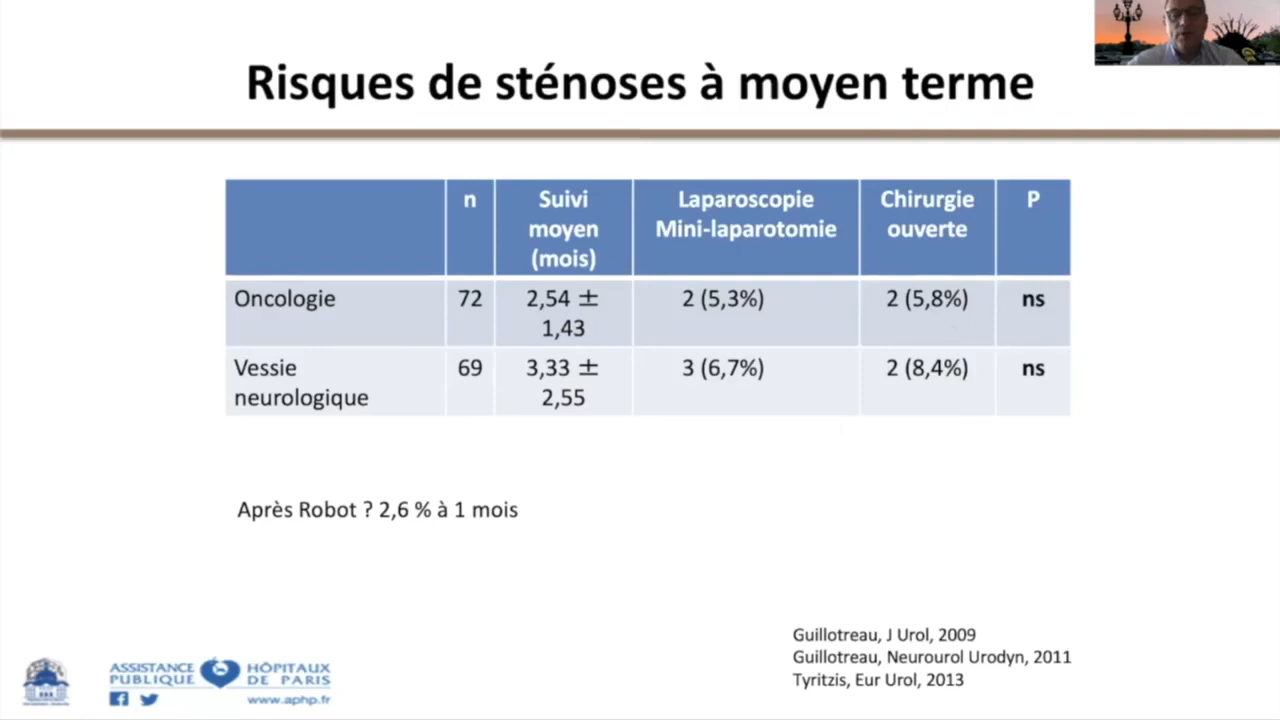 Risques de sténoses à moyen terme
n
Suivi
moyen
(mois)
Laparoscopie
Mini-laparotomie
Chirurgie
ouverte
P
Oncologie
72
2,54 ±
1,43
2 (5,3%)
2 (5,8%)
ns
Vessie
neurologique
69
3,33 ±
2,55
3 (6,7%)
2 (8,4%)
ns
Après Robot ? 2,6 % à 1 mois
Guillotreau, J Urol, 2009
Guillotreau, Neurourol Urodyn, 2011
Tyritzis, Eur Urol, 2013
ASSISTANCE
PUBLIQUE
HÔPITAUX
DE PARIS
www.aphp.fr